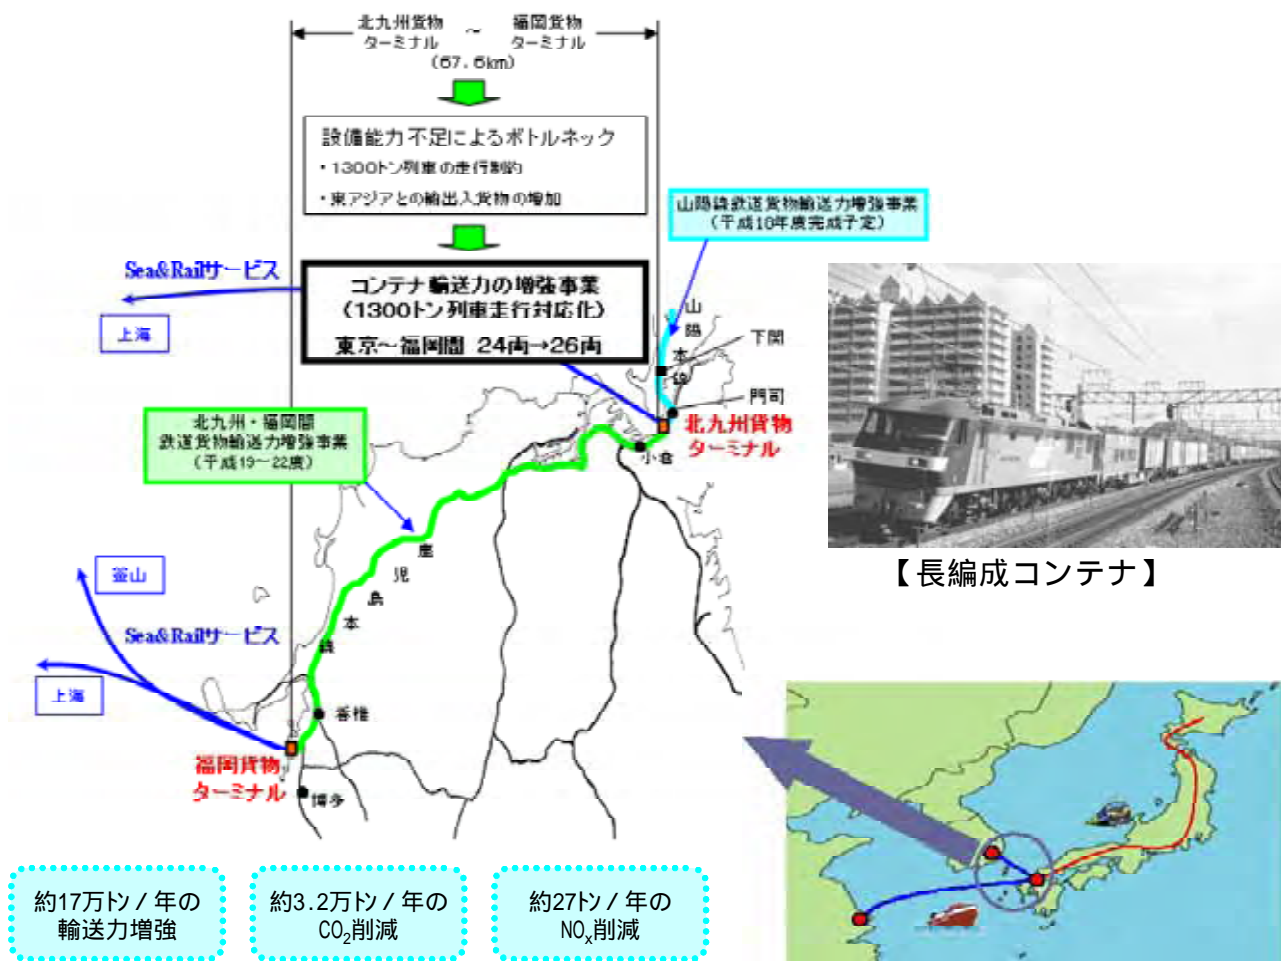 北九州貨物 ～ 福岡貨物
ターミナル ターミナル
(67.6km)
設備能力不足によるボトルネック
・1300トン列車の走行制約
・東アジアとの輸出入貨物の増加
山陽線鉄道貨物輸送力増強事業
(平成18年度完成予定)
Sea&Railサービス
上海
コンテナ輸送力の増強事業
(1300トン列車走行対応化)
東京～福岡間 24両→26両
山陽本線
下関
門司
北九州・福岡間
鉄道貨物輸送力増強事業
(平成19～22度)
北九州貨物
ターミナル
小倉
鹿児島本線
【長編成コンテナ】
釜山
Sea&Railサービス
上海
香椎
福岡貨物
ターミナル
博多
約17万トン / 年の
輸送力増強
約3.2万トン / 年の
CO₂削減
約27トン / 年の
NOₓ削減